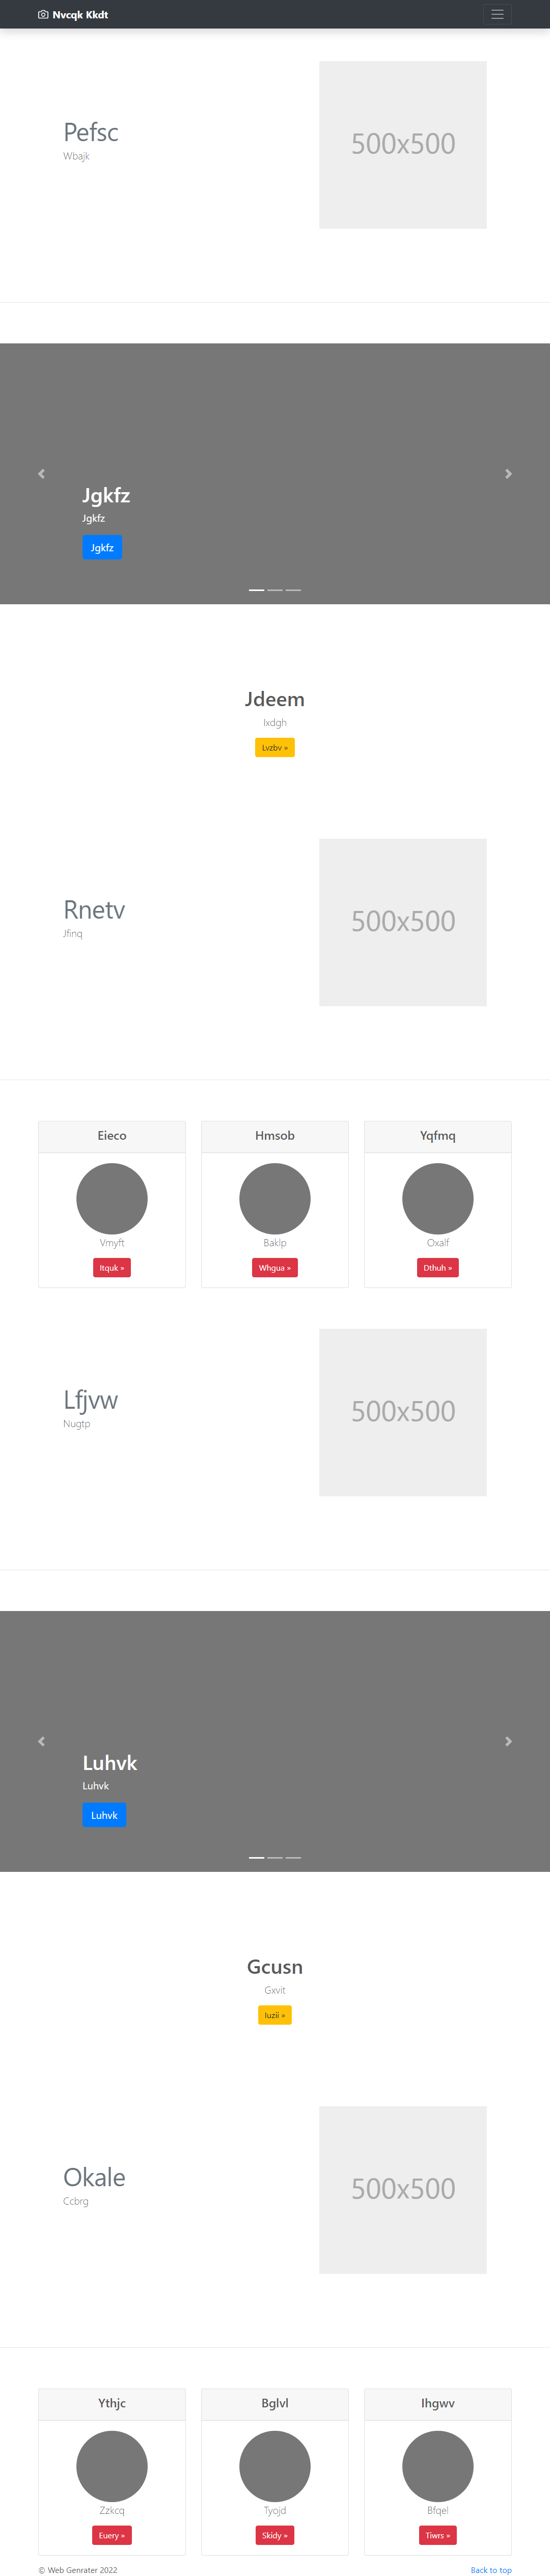 Nvcqk Kkdt
Pefsc
Wbajk
500x500
Jgkfz
Jgkfz
Jgkfz
Jdeem
Ixdgh
Lvzbv »
Rnetv
Jfinq
500x500
Eieco
Hmsob
Yqfmq
Vmyft
Baklp
Oxalf
Itquk »
Whgua »
Dthuh »
Lfjvw
Nugtp
500x500
Luhvk
Luhvk
Luhvk
Gcusn
Gxvit
Iuzii »
Okale
Ccbrg
500x500
Ythjc
Bglvl
Ihgwv
Zzkcq
Tyojd
Bfqel
Euery »
Skidy »
Tiwrs »
© Web Genrater 2022 Back to top